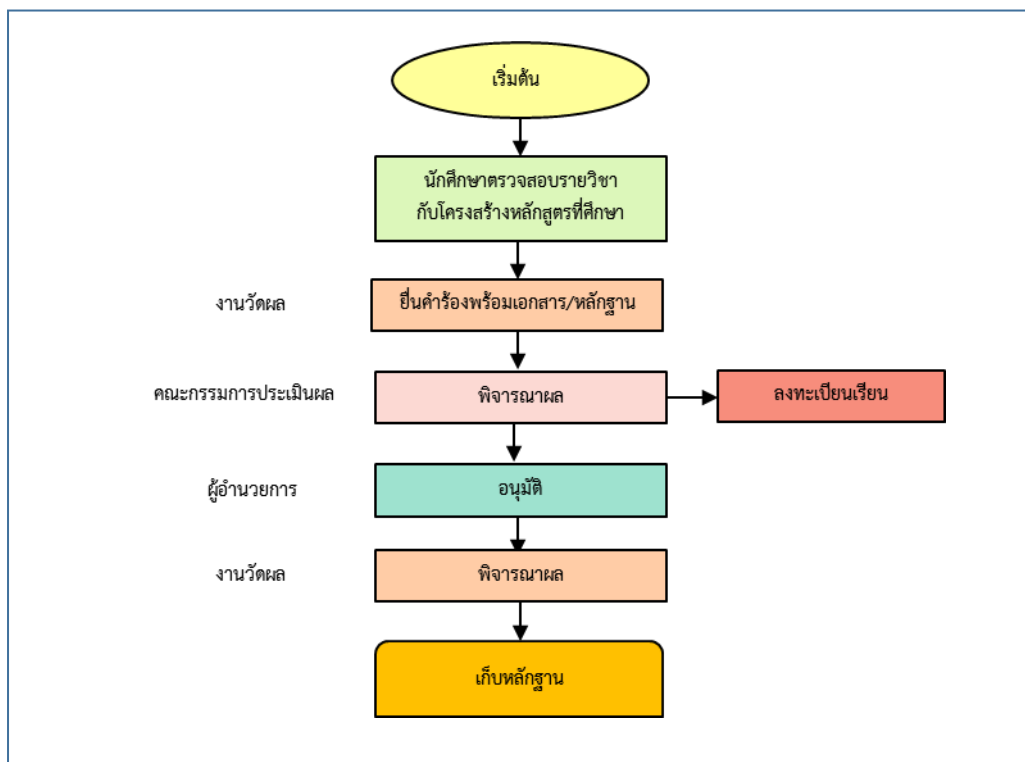 เริ่มต้น
นักศึกษาตรวจสอบรายวิชา
กับโครงสร้างหลักสูตรที่ศึกษา
งานวัดผล
ยื่นคำร้องพร้อมเอกสาร/หลักฐาน
คณะกรรมการประเมินผล
พิจารณาผล
ลงทะเบียนเรียน
ผู้อำนวยการ
อนุมัติ
งานวัดผล
พิจารณาผล
เก็บหลักฐาน